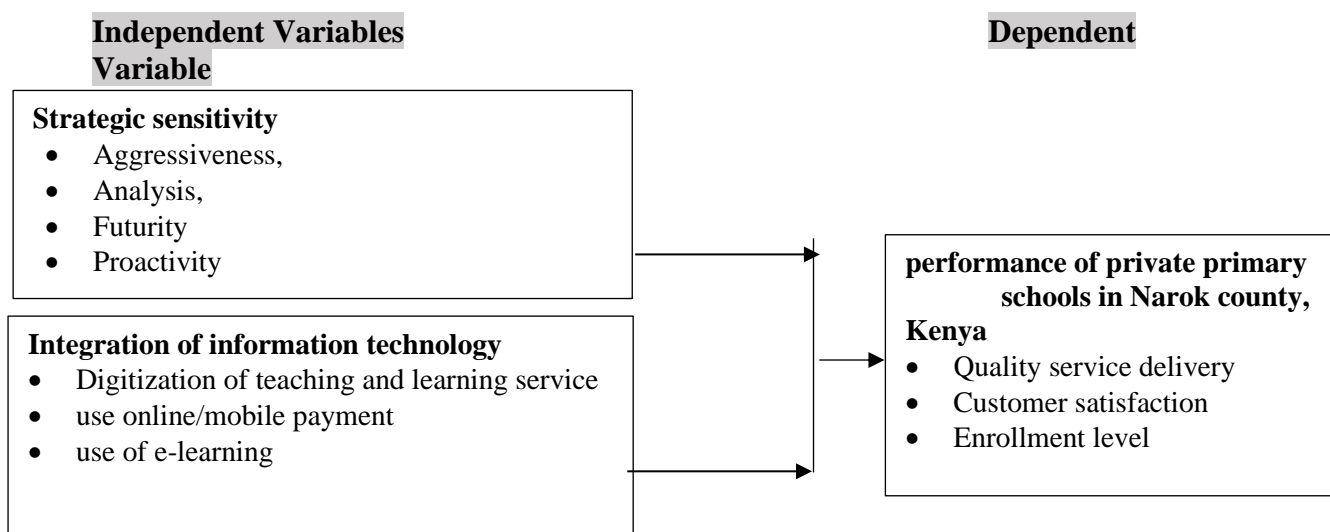 Independent Variables
Dependent
Variable
Strategic sensitivity
• Aggressiveness,
• Analysis,
• Futurity
• Proactivity
Integration of information technology
• Digitization of teaching and learning service
• use online/mobile payment
• use of e-learning
performance of private primary
schools in Narok county,
Kenya
• Quality service delivery
• Customer satisfaction
• Enrollment level